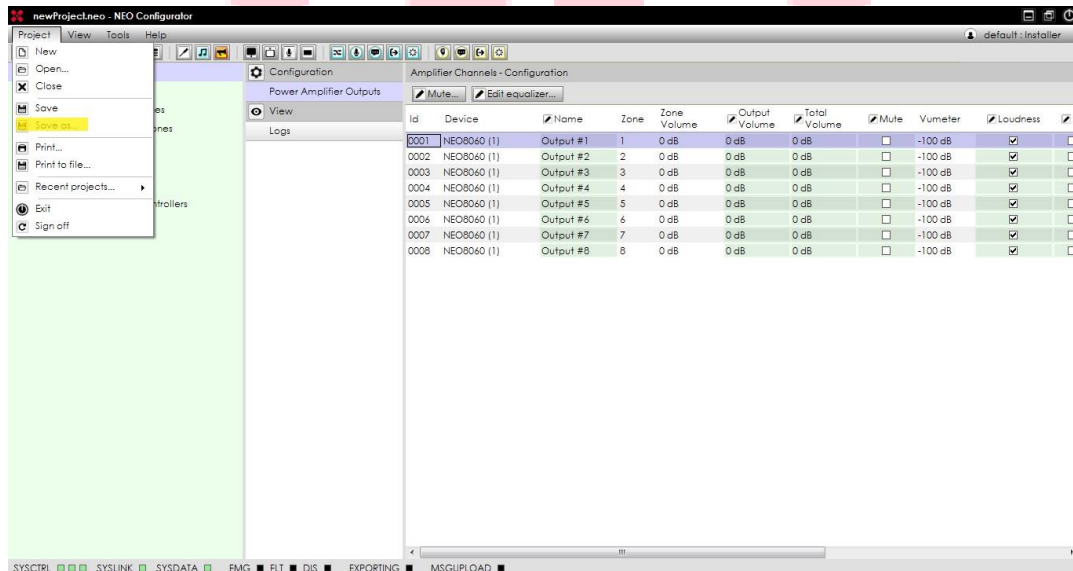 newProject.neo - NEO Configurator
Project View Tools Help
default : Installer
New
Open...
Close
Save
Save as...
Print...
Print to file...
Recent projects...
Exit
Sign off
es
ones
ntrollers
Configuration
Power Amplifier Outputs
View
Logs
Amplifier Channels - Configuration
Mute... Edit equalizer...
Id Device Name Zone Zone Volume Output Volume Total Volume Mute Vumeter Loudness
0001 NEO8060 (1) Output #1 1 0 dB 0 dB 0 dB -100 dB
0002 NEO8060 (1) Output #2 2 0 dB 0 dB 0 dB -100 dB
0003 NEO8060 (1) Output #3 3 0 dB 0 dB 0 dB -100 dB
0004 NEO8060 (1) Output #4 4 0 dB 0 dB 0 dB -100 dB
0005 NEO8060 (1) Output #5 5 0 dB 0 dB 0 dB -100 dB
0006 NEO8060 (1) Output #6 6 0 dB 0 dB 0 dB -100 dB
0007 NEO8060 (1) Output #7 7 0 dB 0 dB 0 dB -100 dB
0008 NEO8060 (1) Output #8 8 0 dB 0 dB 0 dB -100 dB
SYSCTRL SYSLINK SYSDATA EMG FLT DIS EXPORTING MSGUPLOAD